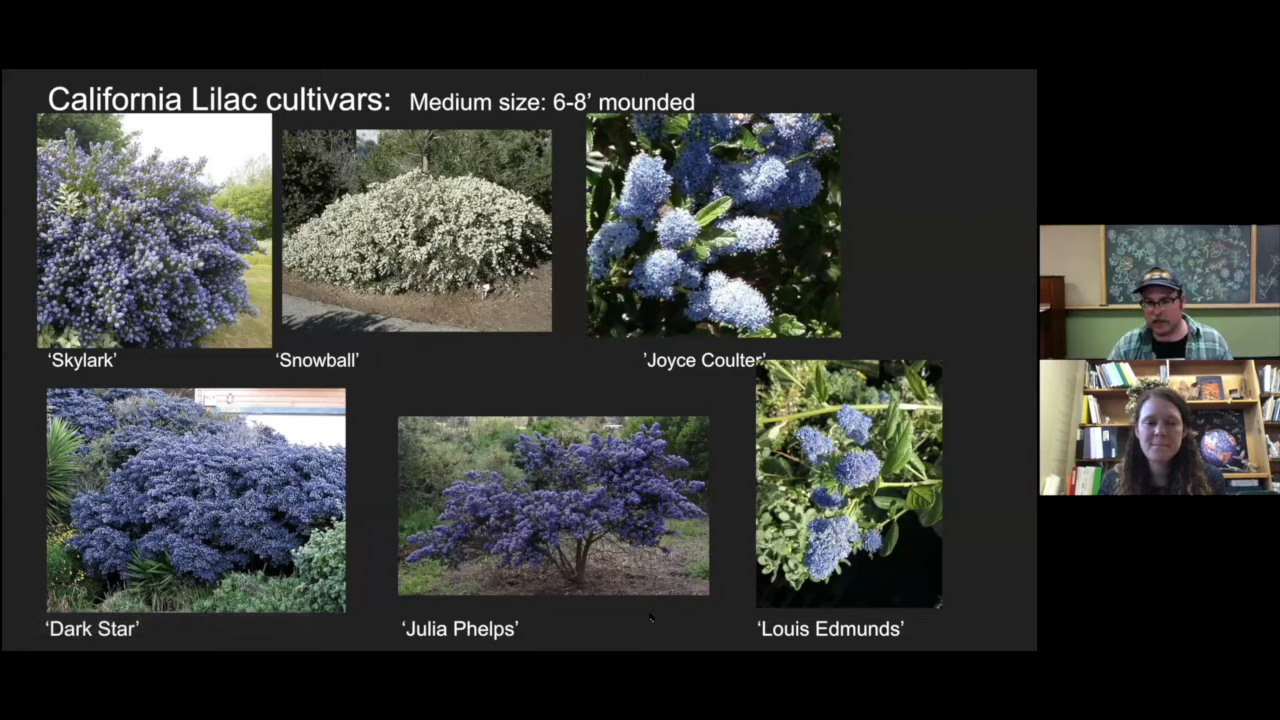 California Lilac cultivars: Medium size: 6-8’ mounded
‘Skylark’
‘Snowball’
’Joyce Coulter’
‘Dark Star’
‘Julia Phelps’
‘Louis Edmunds’